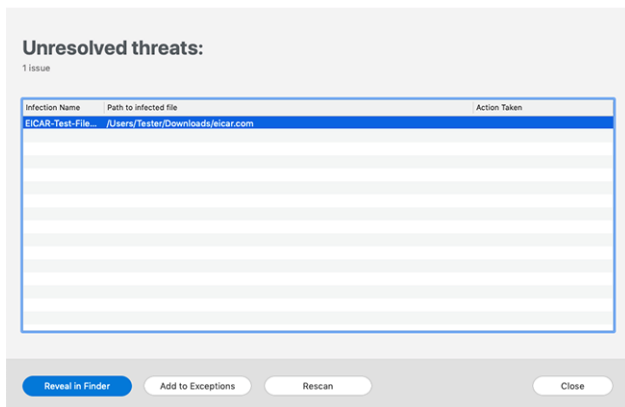 Unresolved threats:
1 issue
Infection Name Path to infected file Action Taken
EICAR-Test-File... /Users/Tester/Downloads/eicar.com
Reveal in Finder Add to Exceptions Rescan Close